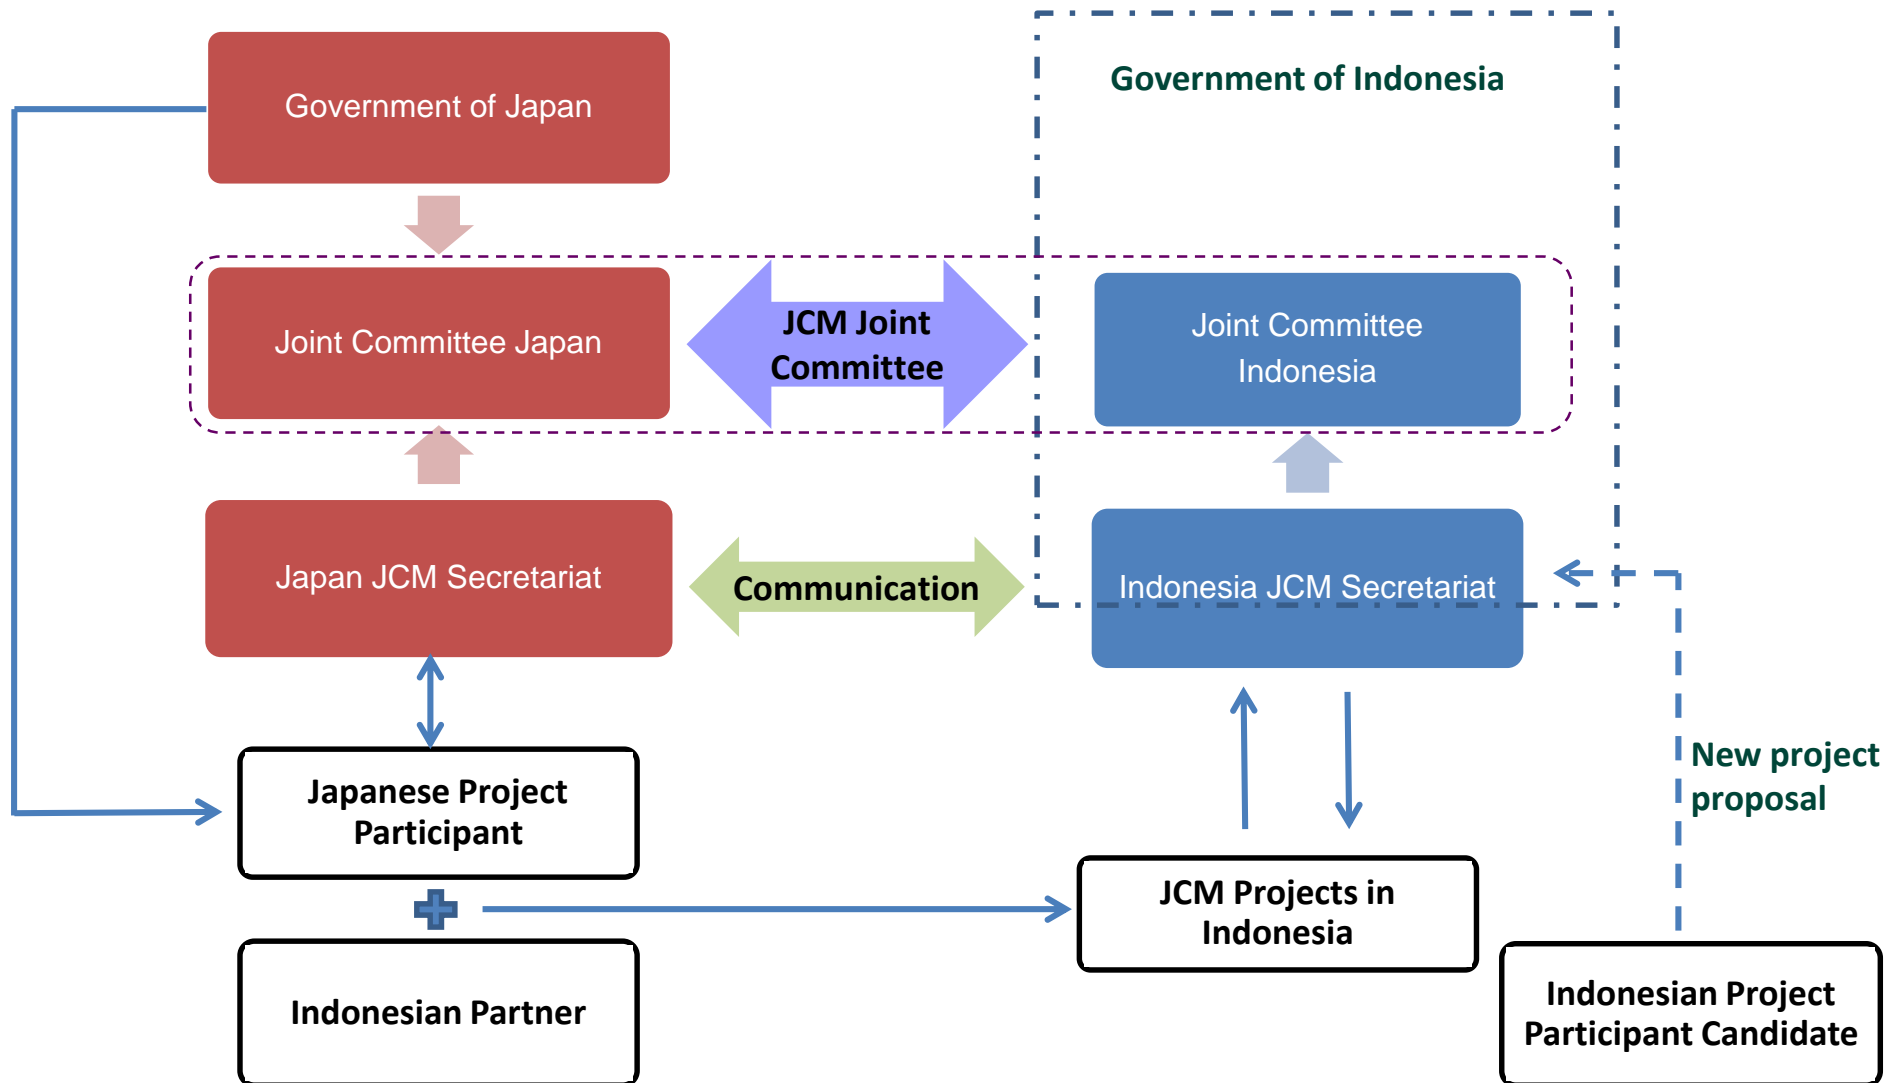 Government of Japan
Government of Indonesia
Joint Committee Japan
JCM Joint
Committee
Joint Committee
Indonesia
Japan JCM Secretariat
Communication
Indonesia JCM Secretariat
New project
proposal
Japanese Project
Participant
JCM Projects in
Indonesia
Indonesian Partner
Indonesian Project
Participant Candidate